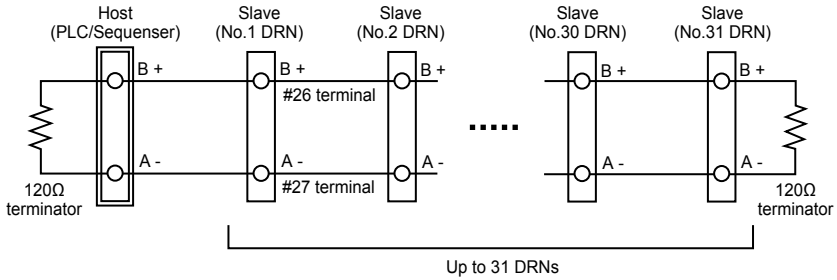 Host
(PLC/Sequenser)
Slave
(No.1 DRN)
Slave
(No.2 DRN)
Slave
(No.30 DRN)
Slave
(No.31 DRN)
B +
B +
B +
B +
B +
#26 terminal
A -
A -
A -
A -
A -
#27 terminal
120Ω
terminator
120Ω
terminator
Up to 31 DRNs